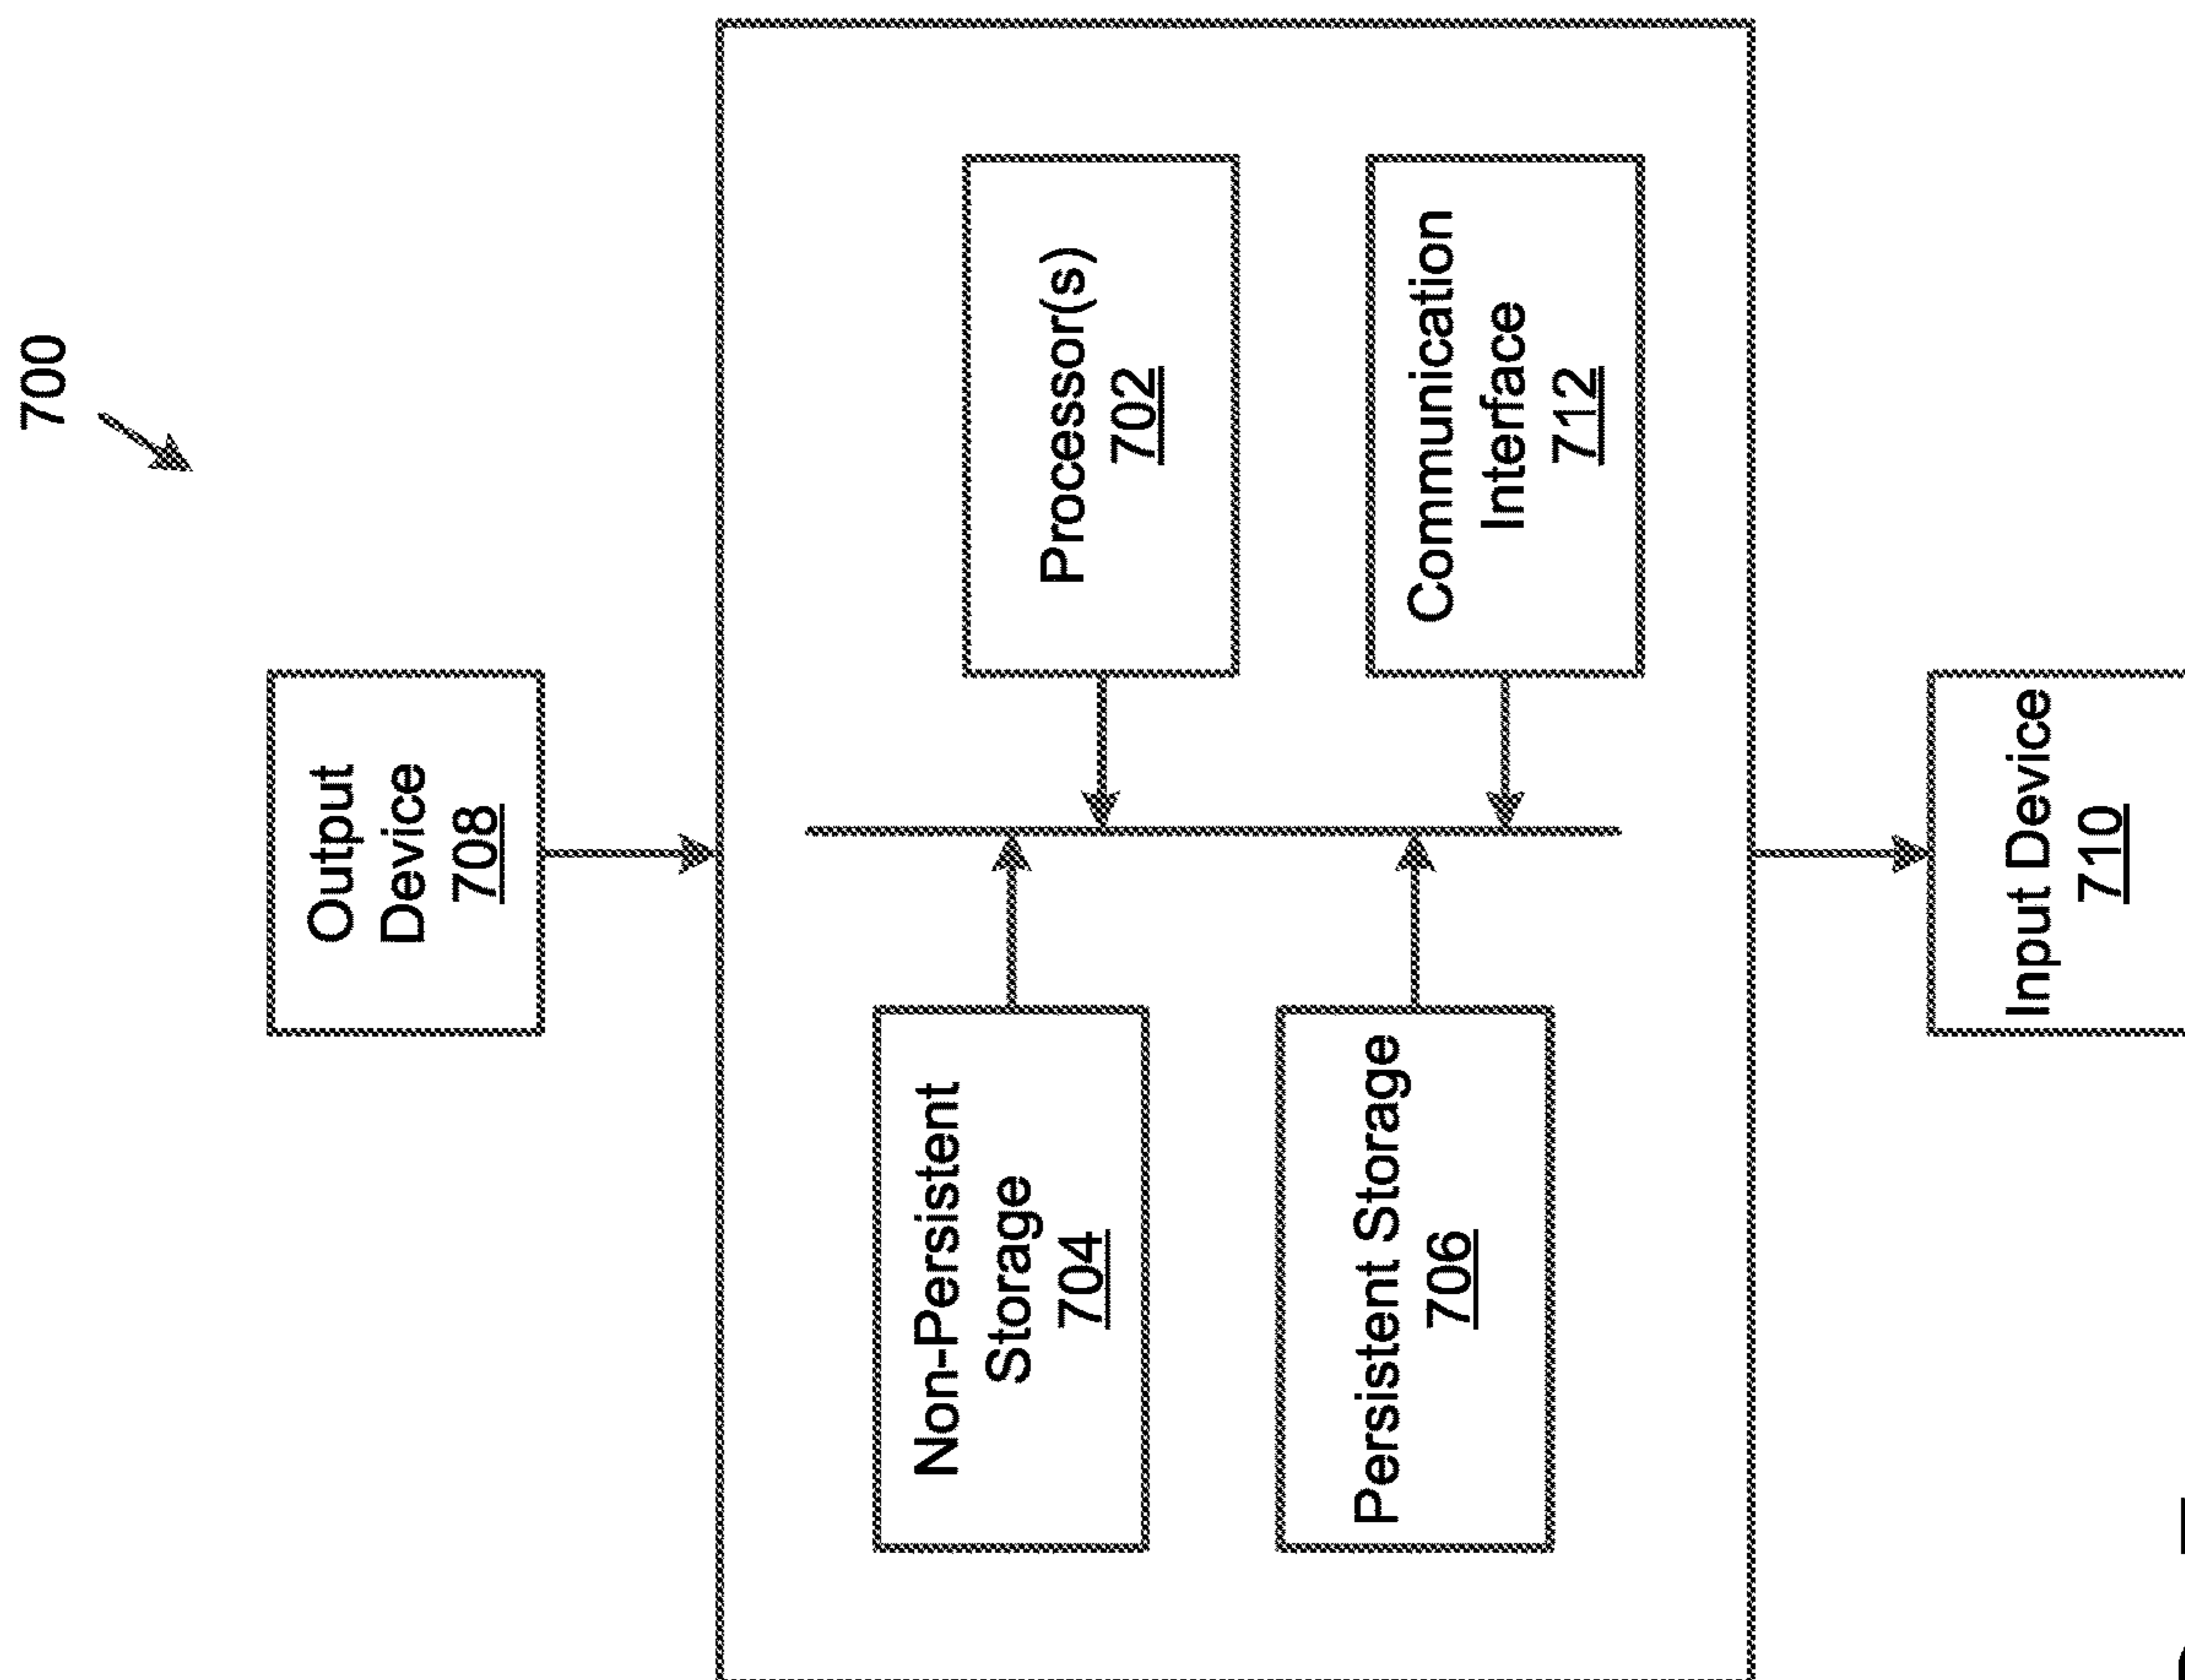 700
Output
Device
708
Non-Persistent
Storage
704
Processor(s)
702
Persistent Storage
706
Communication
Interface
712
Input Device
710